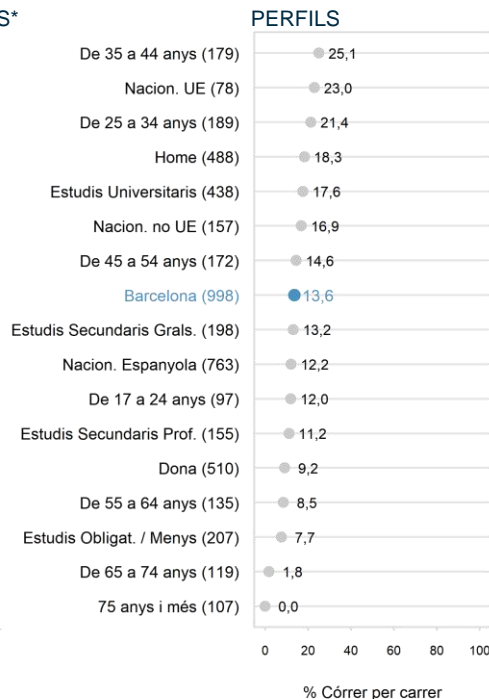 S*
PERFILS
De 35 a 44 anys (179) 25,1
Nacion. UE (78) 23,0
De 25 a 34 anys (189) 21,4
Home (488) 18,3
Estudis Universitaris (438) 17,6
Nacion. no UE (157) 16,9
De 45 a 54 anys (172) 14,6
Barcelona (998) 13,6
Estudis Secundaris Grals. (198) 13,2
Nacion. Espanyola (763) 12,2
De 17 a 24 anys (97) 12,0
Estudis Secundaris Prof. (155) 11,2
Dona (510) 9,2
De 55 a 64 anys (135) 8,5
Estudis Obligat. / Menys (207) 7,7
De 65 a 74 anys (119) 1,8
75 anys i més (107) 0,0
0 20 40 60 80 100
% Córrer per carrer